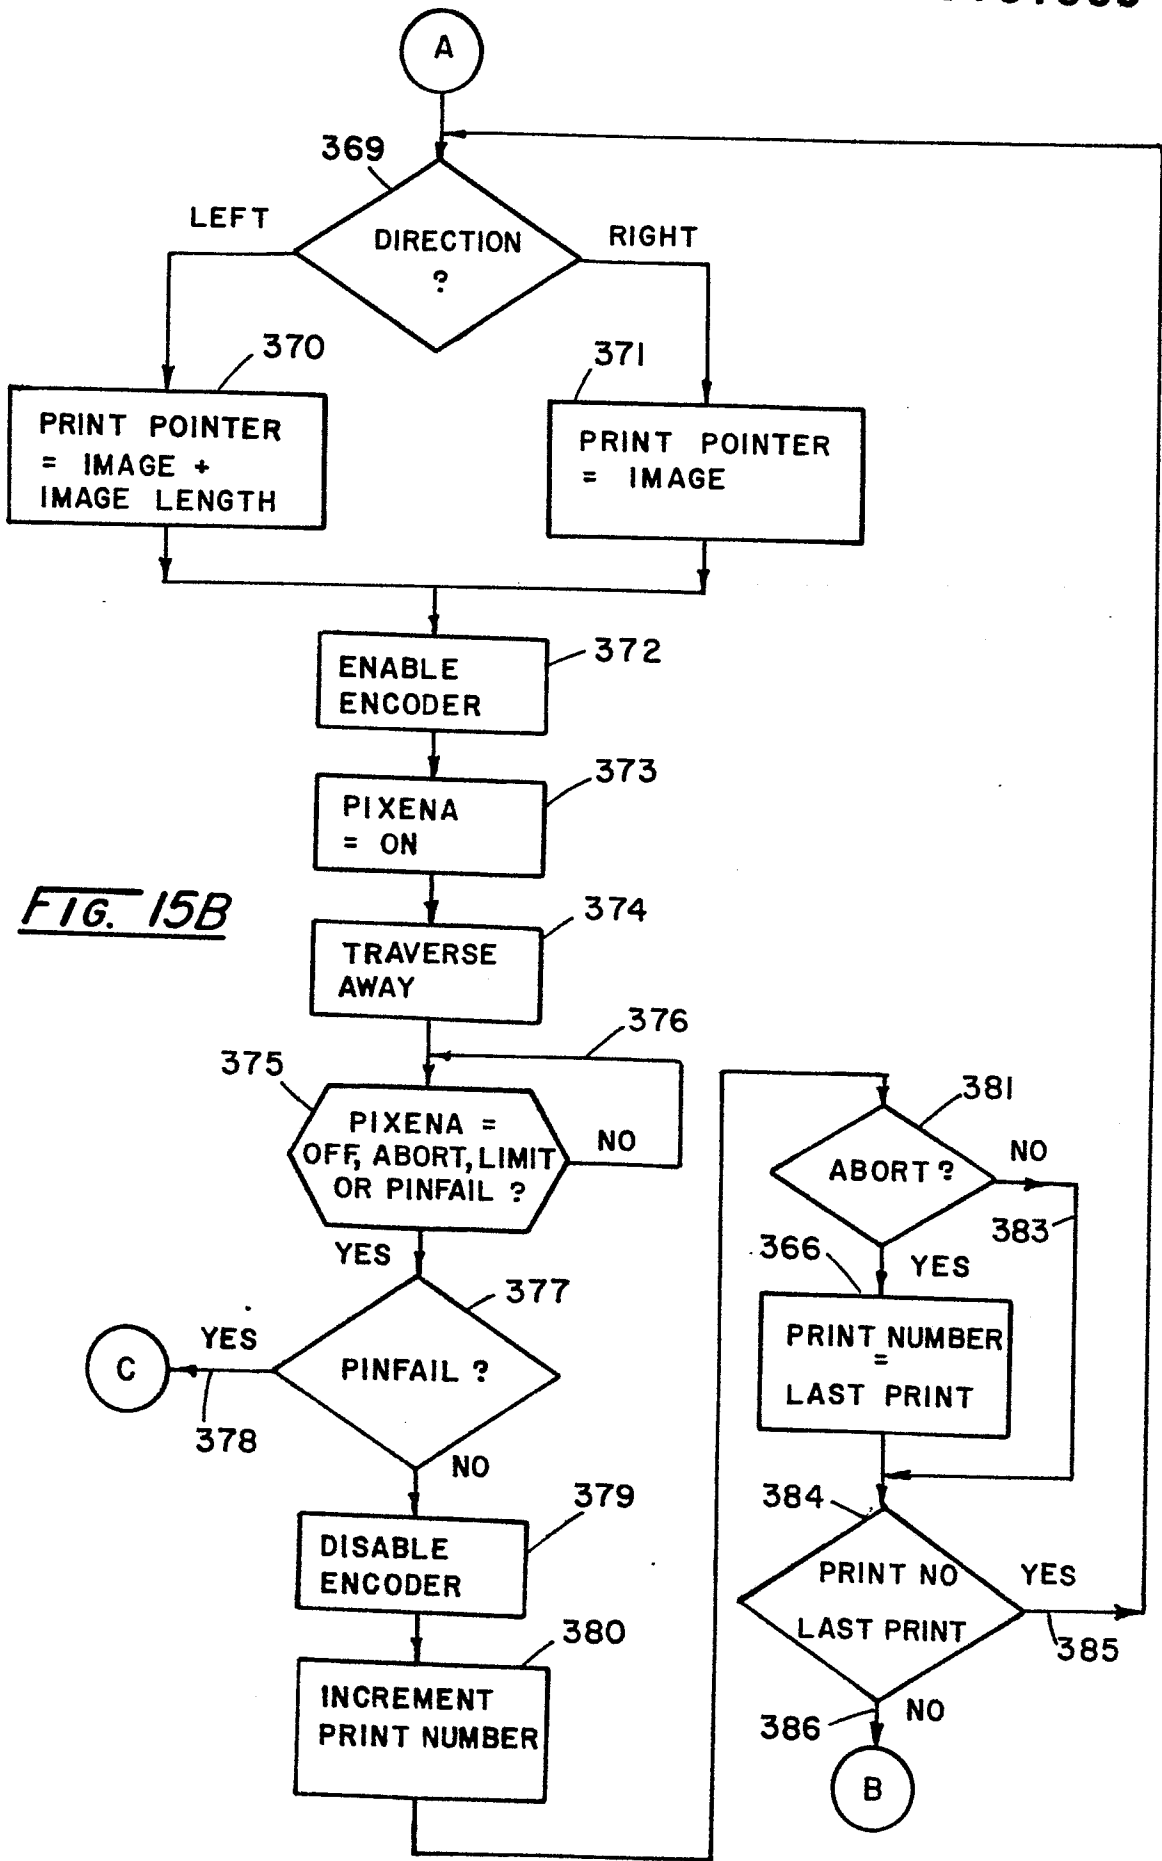 A
369
LEFT
DIRECTION
?
RIGHT
370
371
PRINT POINTER
= IMAGE +
IMAGE LENGTH
PRINT POINTER
= IMAGE
372
ENABLE
ENCODER
373
PIXENA
= ON
FIG. 15B
374
TRAVERSE
AWAY
376
375
PIXENA =
OFF, ABORT, LIMIT
OR PINFAIL ?
NO
YES
377
YES
C
PINFAIL ?
378
NO
379
DISABLE
ENCODER
380
INCREMENT
PRINT NUMBER
381
ABORT ?
NO
383
366
YES
PRINT NUMBER
=
LAST PRINT
384
PRINT NO
LAST PRINT
YES
385
386
NO
B